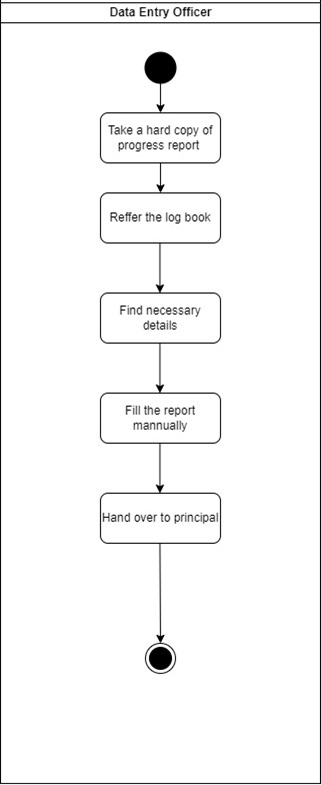 Data Entry Officer
Take a hard copy of
progress report
Reffer the log book
Find necessary
details
Fill the report
mannually
Hand over to principal